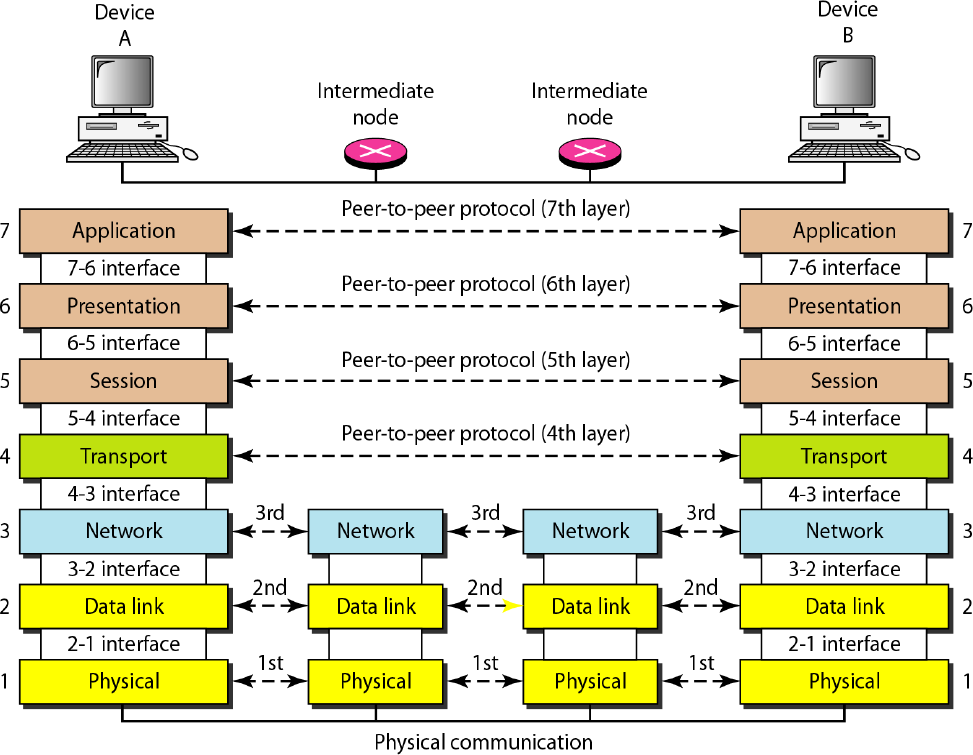 Device
A
Device
B
Intermediate
node
Intermediate
node
Peer-to-peer protocol (7th layer)
7 Application Application 7
7-6 interface 7-6 interface
Peer-to-peer protocol (6th layer)
6 Presentation Presentation 6
6-5 interface 6-5 interface
Peer-to-peer protocol (5th layer)
5 Session Session 5
5-4 interface 5-4 interface
Peer-to-peer protocol (4th layer)
4 Transport Transport 4
4-3 interface 4-3 interface
3rd 3rd 3rd
3 Network Network Network Network 3
3-2 interface 3-2 interface
2nd 2nd 2nd
2 Data link Data link Data link Data link 2
2-1 interface 2-1 interface
1st 1st 1st
1 Physical Physical Physical Physical 1
Physical communication